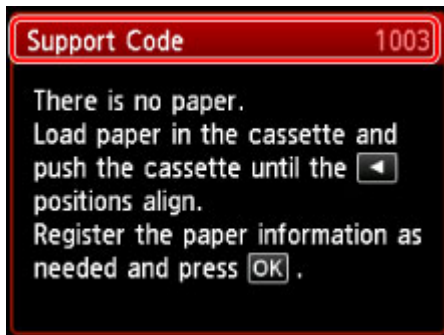 Support Code 1003
There is no paper.
Load paper in the cassette and
push the cassette until the ◀
positions align.
Register the paper information as
needed and press OK .